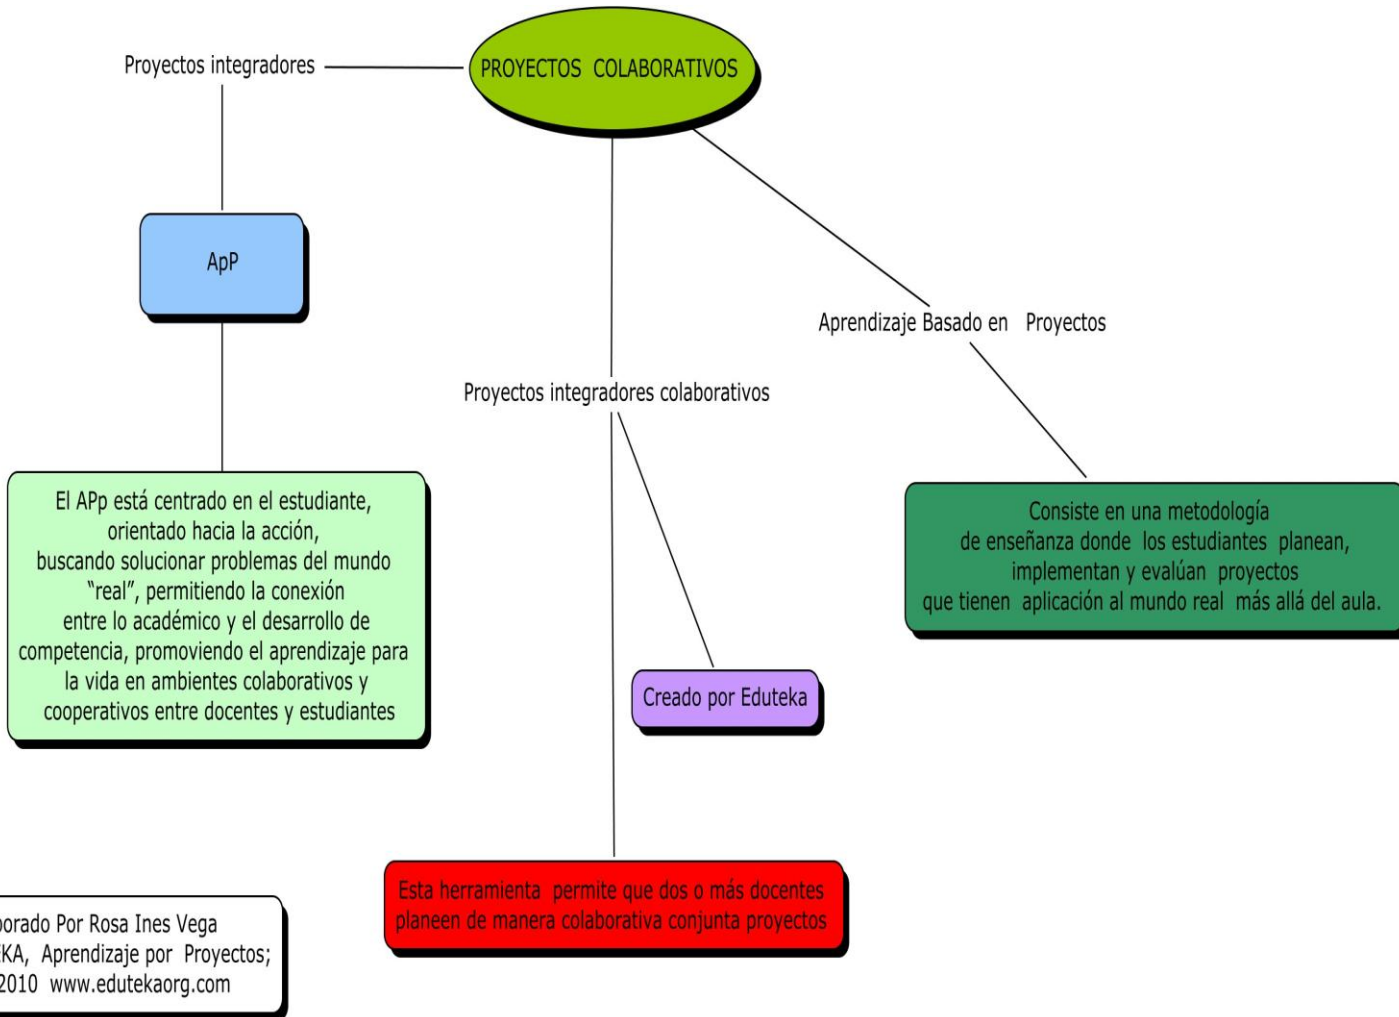 PROYECTOS COLABORATIVOS
Proyectos integradores
ApP
El APp está centrado en el estudiante,
orientado hacia la acción,
buscando solucionar problemas del mundo
“real”, permitiendo la conexión
entre lo académico y el desarrollo de
competencia, promoviendo el aprendizaje para
la vida en ambientes colaborativos y
cooperativos entre docentes y estudiantes
Proyectos integradores colaborativos
Creado por Eduteka
Esta herramienta permite que dos o más docentes
planeen de manera colaborativa conjunta proyectos
Aprendizaje Basado en Proyectos
Consiste en una metodología
de enseñanza donde los estudiantes planean,
implementan y evalúan proyectos
que tienen aplicación al mundo real más allá del aula.
Por Rosa Ines Vega
Aprendizaje por Proyectos;
2010 www.edutekaorg.com